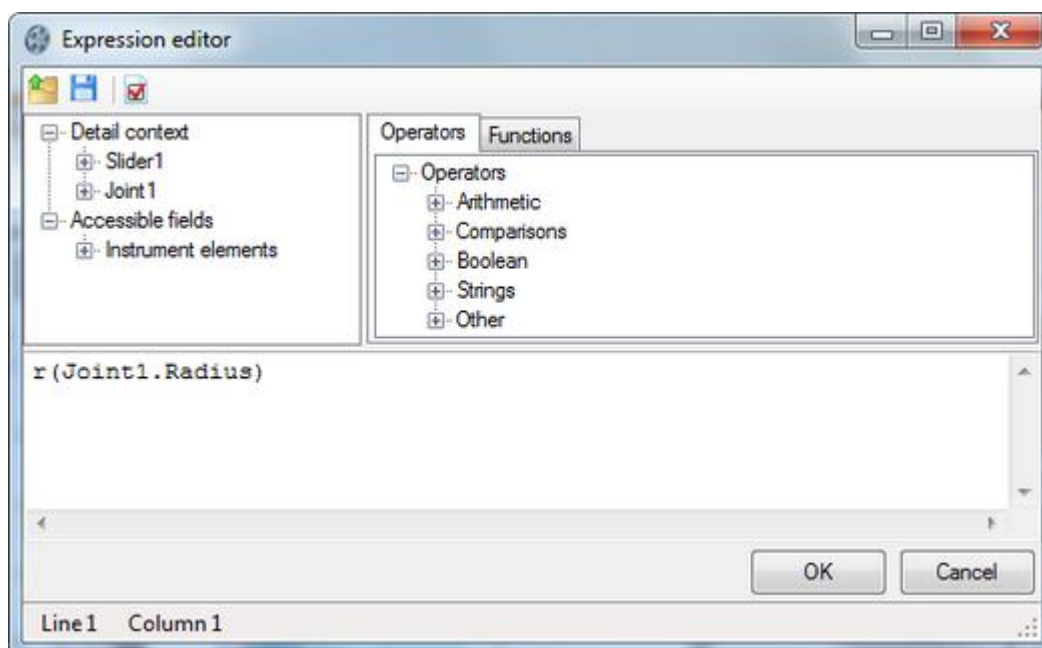 Expression editor
Detail context
Slider1
Joint1
Accessible fields
Instrument elements
Operators Functions
Operators
Arithmetic
Comparisons
Boolean
Strings
Other
r(Joint1.Radius)
OK Cancel
Line 1 Column 1